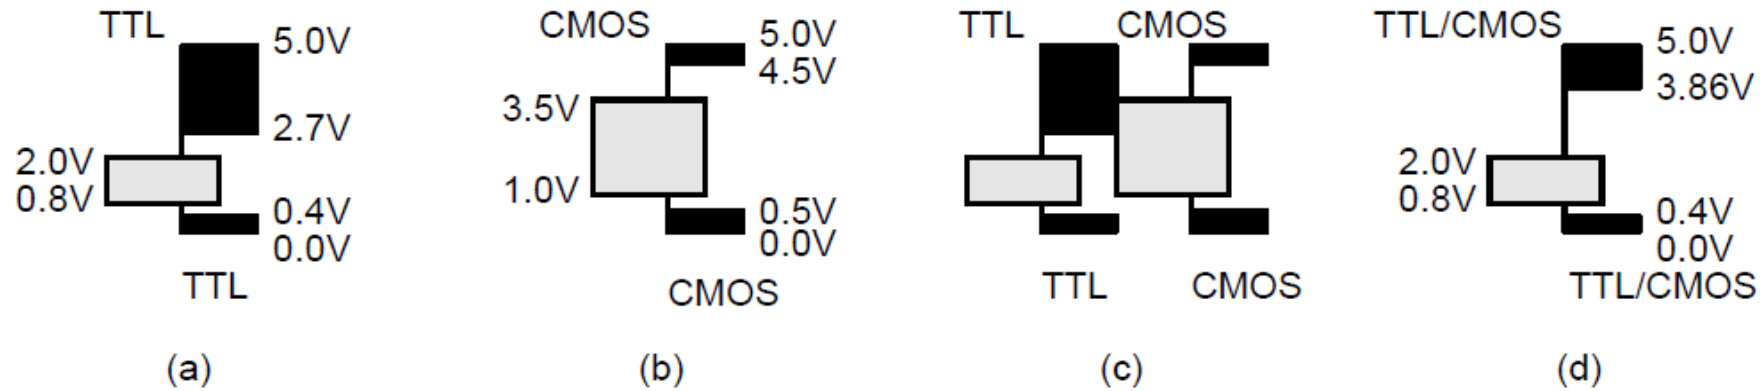 TTL
5.0V
2.7V
2.0V
0.8V
0.4V
0.0V
TTL
(a)
CMOS
5.0V
4.5V
3.5V
1.0V
0.5V
0.0V
CMOS
(b)
TTL
CMOS
TTL
CMOS
(c)
TTL/CMOS
5.0V
3.86V
2.0V
0.8V
0.4V
0.0V
TTL/CMOS
(d)